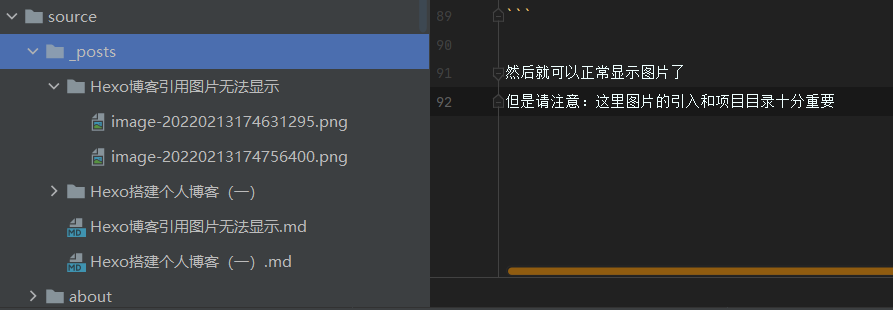 source
_posts
Hexo博客引用图片无法显示
image-20220213174631295.png
image-20220213174756400.png
Hexo搭建个人博客（一）
Hexo博客引用图片无法显示.md
Hexo搭建个人博客（一）.md
about
89 ```
90
91 然后就可以正常显示图片了
92 但是请注意：这里图片的引入和项目目录十分重要